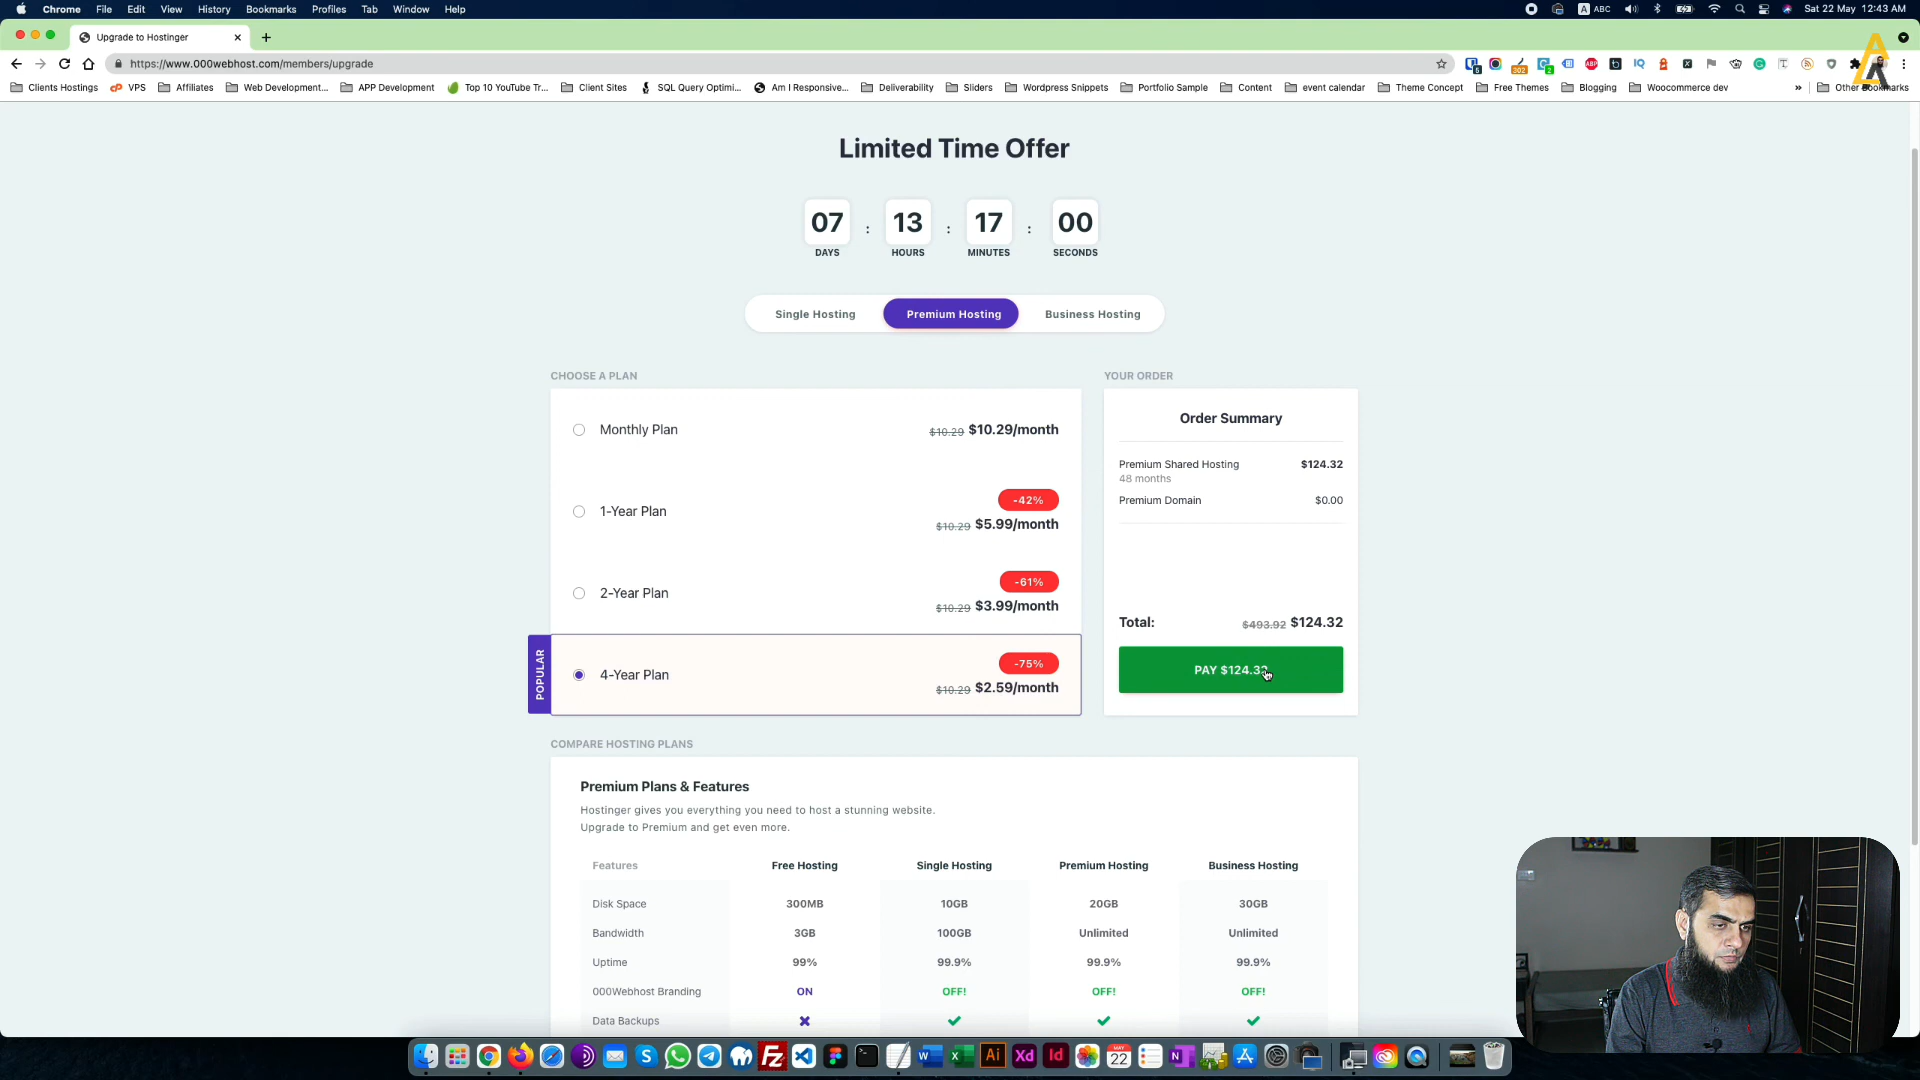 Chrome File Edit View History Bookmarks Profiles Tab Window Help
ABC
Sat 22 May 12:43 AM
Upgrade to Hostinger
https://www.000webhost.com/members/upgrade
Clients Hostings VPS Affiliates Web Development... APP Development Top 10 YouTube Tr... Client Sites SQL Query Optimi... Am I Responsive... Deliverability Sliders Wordpress Snippets Portfolio Sample Content event calendar Theme Concept Free Themes Blogging Woocommerce dev » Other Bookmarks
Limited Time Offer
07 : 13 : 17 : 00
DAYS HOURS MINUTES SECONDS
Single Hosting Premium Hosting Business Hosting
CHOOSE A PLAN
Monthly Plan $10.29 $10.29/month
-42%
1-Year Plan
$10.29 $5.99/month
-61%
2-Year Plan
$10.29 $3.99/month
POPULAR
-75%
4-Year Plan
$10.29 $2.59/month
YOUR ORDER
Order Summary
Premium Shared Hosting $124.32
48 months
Premium Domain $0.00
Total: $493.92 $124.32
PAY $124.32
COMPARE HOSTING PLANS
Premium Plans & Features
Hostinger gives you everything you need to host a stunning website.
Upgrade to Premium and get even more.
Features Free Hosting Single Hosting Premium Hosting Business Hosting
Disk Space 300MB 10GB 20GB 30GB
Bandwidth 3GB 100GB Unlimited Unlimited
Uptime 99% 99.9% 99.9% 99.9%
000Webhost Branding ON OFF! OFF! OFF!
Data Backups